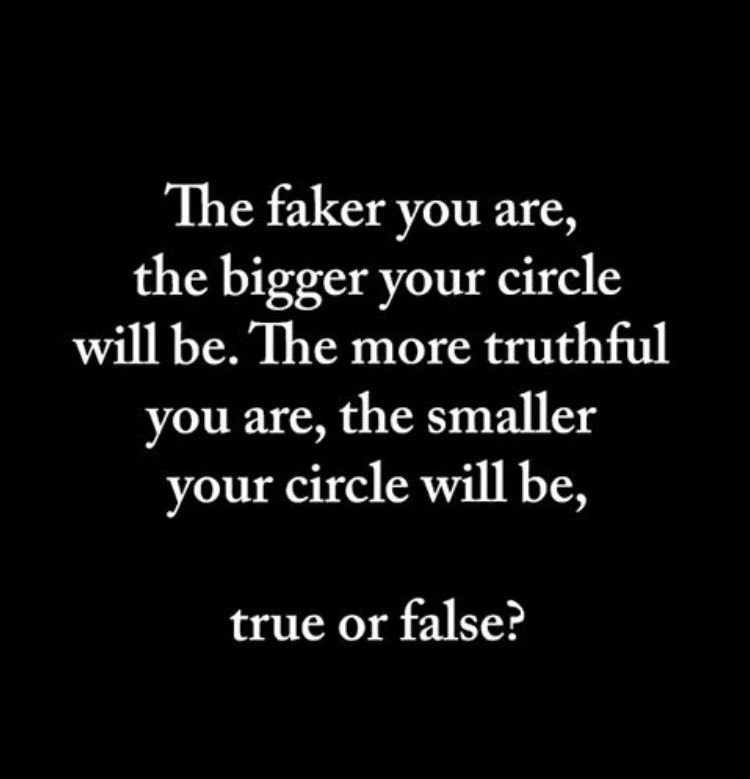 The faker you are,
the bigger your circle
will be. The more truthful
you are, the smaller
your circle will be,
true or false?